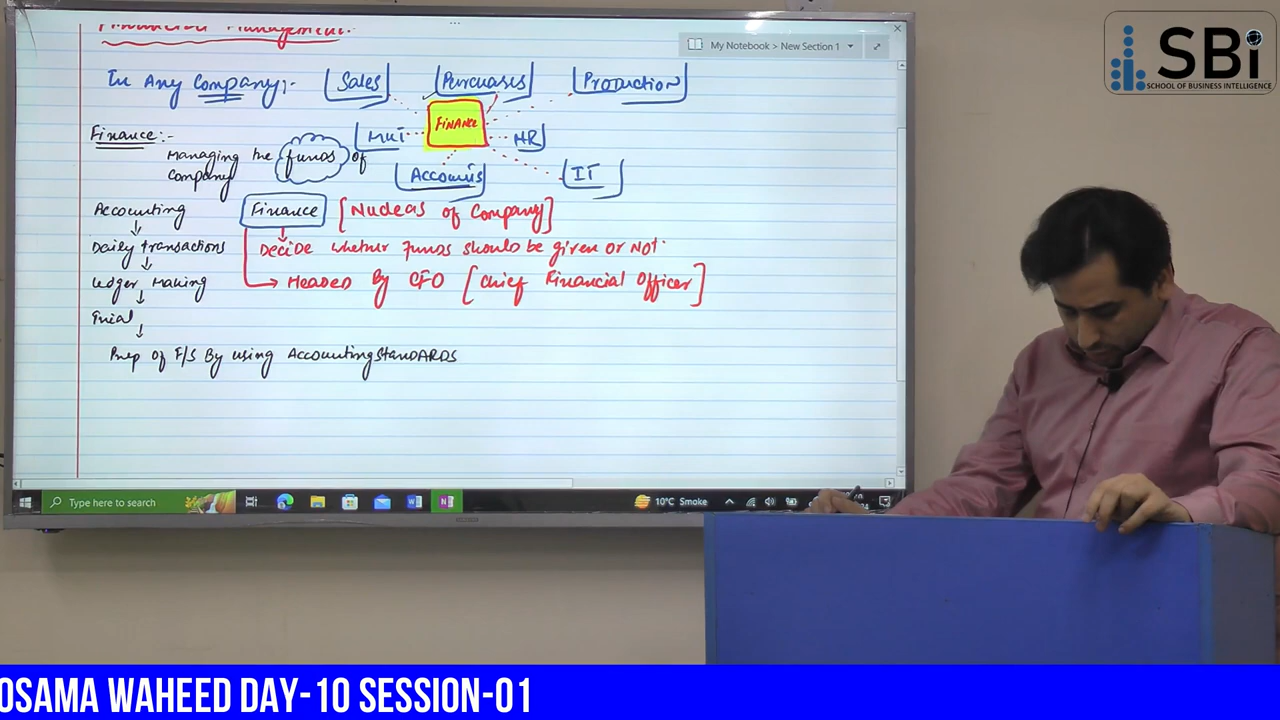 Financial Management:
My Notebook > New Section 1
In Any Company;- Sales Purchases Production
FINANCE
MKT HR
Accounts IT
Finance:-
Managing the funds of
Company
Accounting Finance [Nucleas of Company]
Daily transactions Decide whether funds should be given or Not.
ledger Making Headed By CFO [Chief Financial Officer]
Trial
Prep of F/S By using Accounting StanDARDS
Type here to search
10°C Smoke
SBi
SCHOOL OF BUSINESS INTELLIGENCE
OSAMA WAHEED DAY-10 SESSION-01